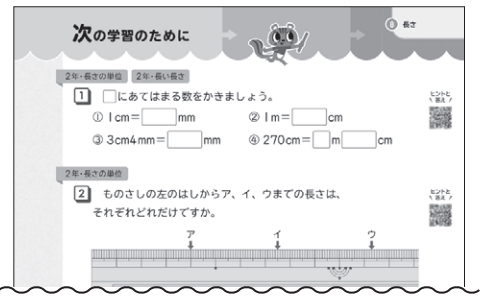 次の学習のために
8 長さ
2年・長さの単位 2年・長い長さ
1 □にあてはまる数をかきましょう。
ヒントと
答え
① 1cm=□mm ② 1m=□cm
③ 3cm4mm=□mm ④ 270cm=□m□cm
2年・長さの単位
2 ものさしの左のはしからア、イ、ウまでの長さは、
それぞれどれだけですか。
ヒントと
答え
ア イ ウ